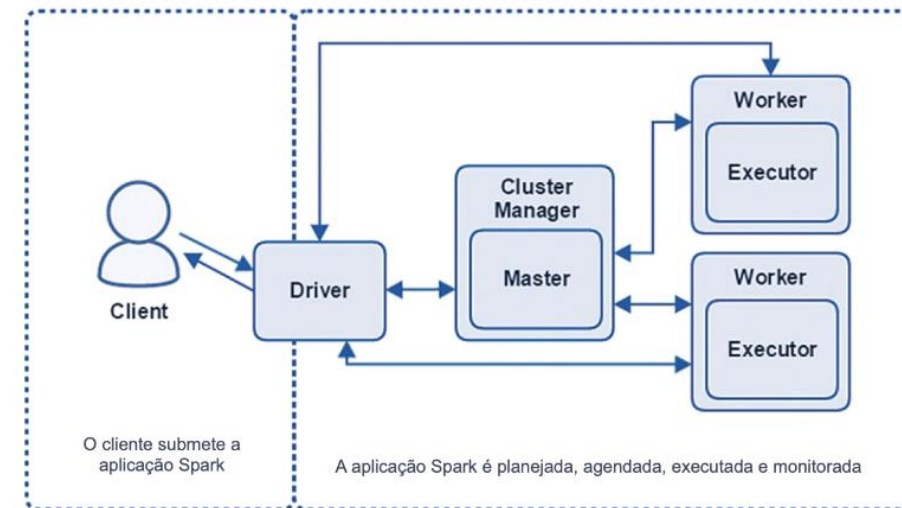 Client
Driver
Cluster
Manager
Master
Worker
Executor
Worker
Executor
O cliente submete a
aplicação Spark
A aplicação Spark é planejada, agendada, executada e monitorada